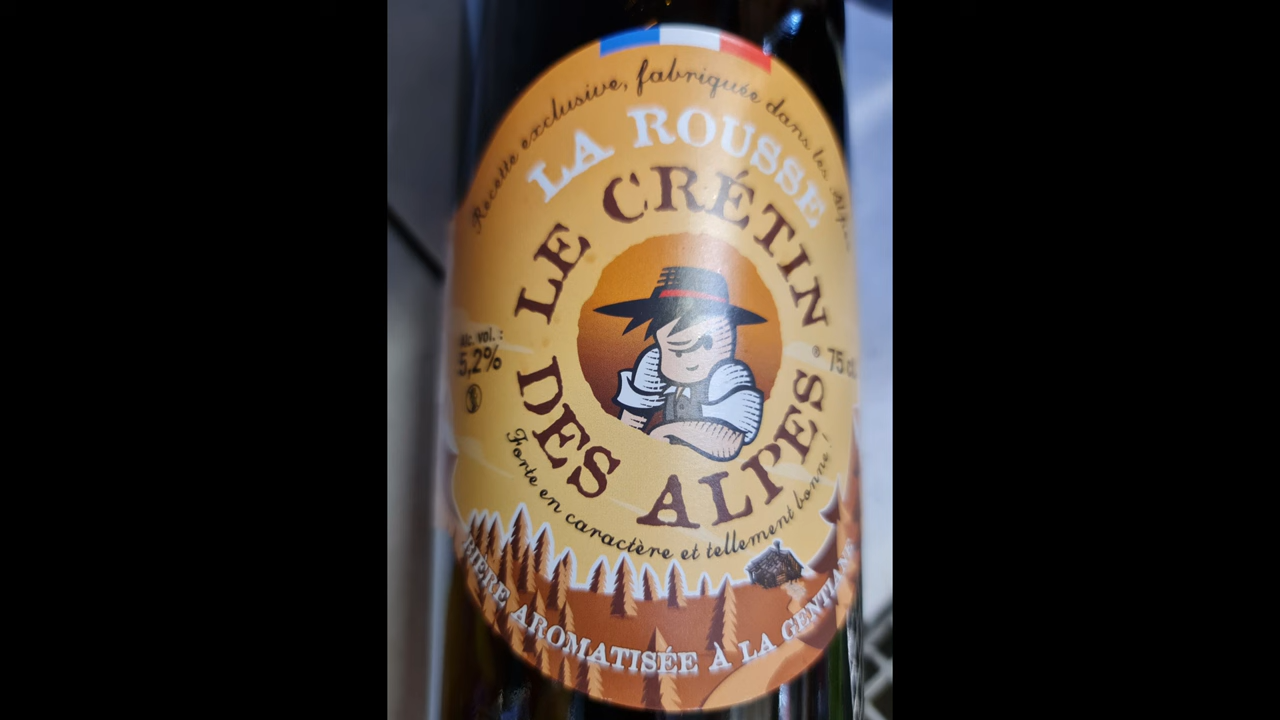 Recette exclusive, fabriquée dans les Alpes
LA ROUSSE
LE CRÉTIN
DES ALPES
®
Alc. vol. :
5,2%
75 cl
Forte en caractère et tellement bonne !
BIÈRE AROMATISÉE À LA GENTIANE